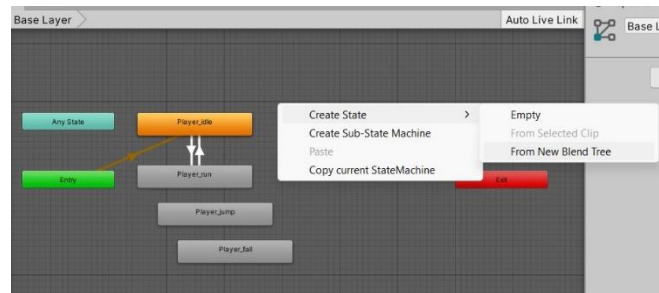 Base Layer
Auto Live Link
Base L
Any State
Player_idle
Create State
Empty
Create Sub-State Machine
From Selected Clip
Paste
From New Blend Tree
Entry
Player_run
Copy current StateMachine
Exit
Player_jump
Player_fall